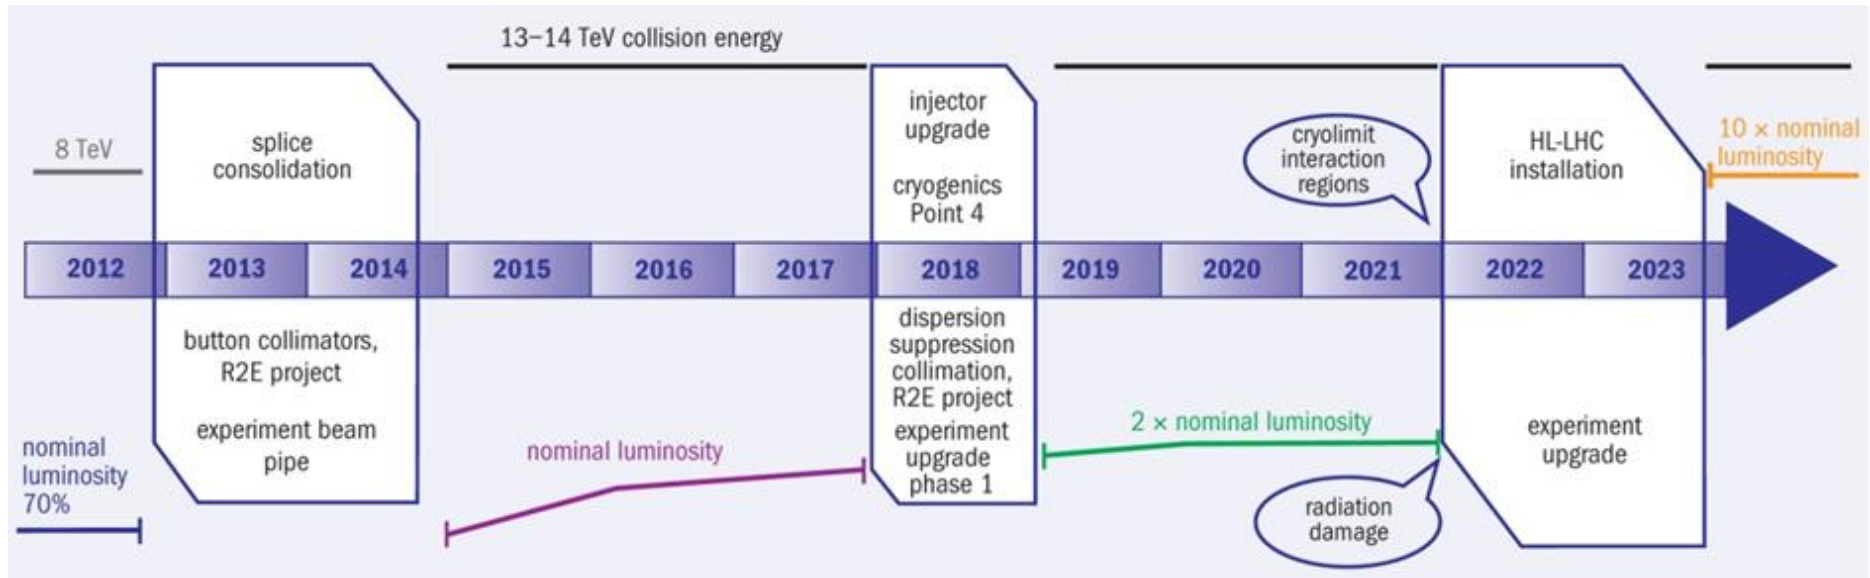 13–14 TeV collision energy
8 TeV
splice
consolidation
injector
upgrade
cryogenics
Point 4
cryolimit
interaction
regions
HL-LHC
installation
10 × nominal
luminosity
2012
2013
2014
2015
2016
2017
2018
2019
2020
2021
2022
2023
nominal
luminosity
70%
button collimators,
R2E project
experiment beam
pipe
nominal luminosity
dispersion
suppression
collimation,
R2E project
experiment
upgrade
phase 1
2 × nominal luminosity
radiation
damage
experiment
upgrade